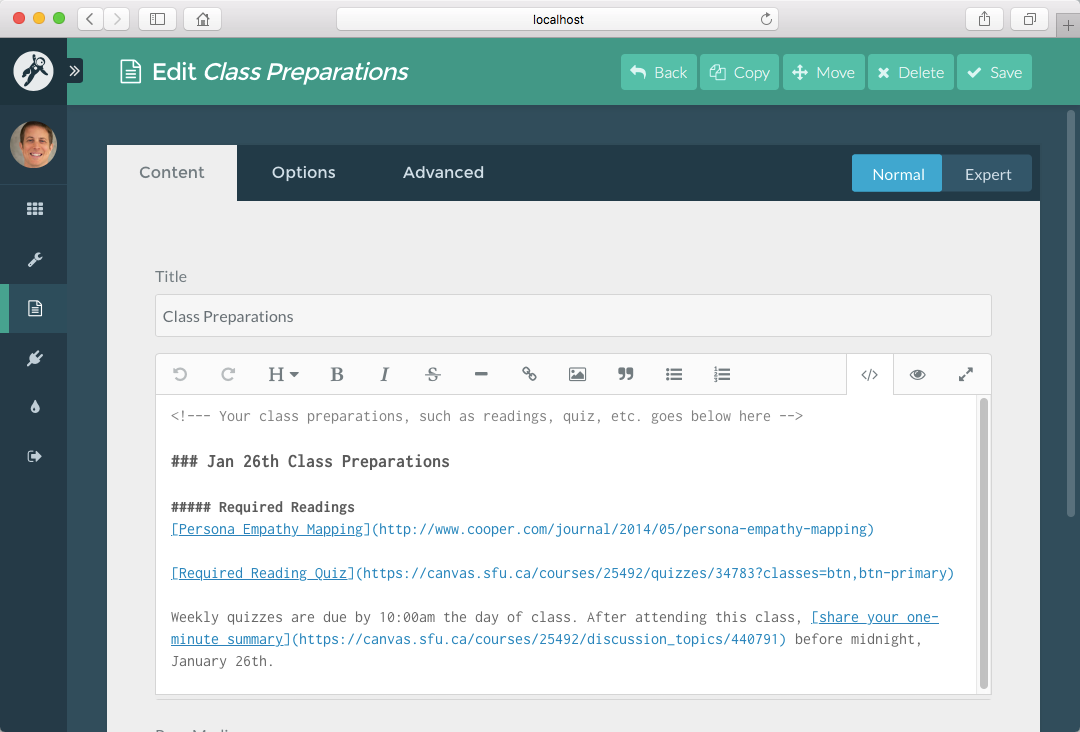 localhost
Edit Class Preparations
Back
Copy
Move
Delete
Save
Content
Options
Advanced
Normal
Expert
Title
Class Preparations
H
B
I
S
</>
<!--- Your class preparations, such as readings, quiz, etc. goes below here -->
### Jan 26th Class Preparations
##### Required Readings
[Persona Empathy Mapping](http://www.cooper.com/journal/2014/05/persona-empathy-mapping)
[Required Reading Quiz](https://canvas.sfu.ca/courses/25492/quizzes/34783?classes=btn,btn-primary)
Weekly quizzes are due by 10:00am the day of class. After attending this class, [share your one-
minute summary](https://canvas.sfu.ca/courses/25492/discussion_topics/440791) before midnight,
January 26th.